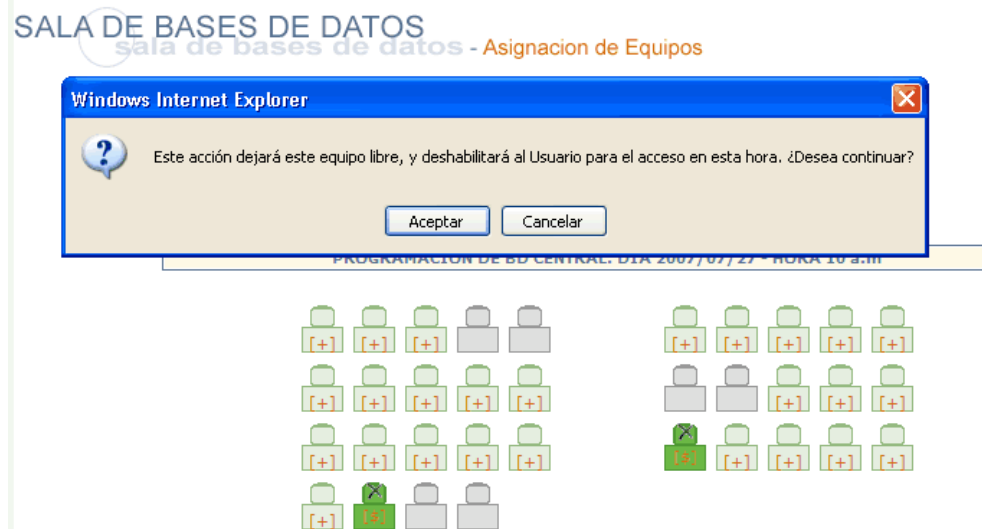 SALA DE BASES DE DATOS
sala de bases de datos - Asignacion de Equipos
Windows Internet Explorer
Este acción dejará este equipo libre, y deshabilitará al Usuario para el acceso en esta hora. ¿Desea continuar?
Aceptar Cancelar
PROGRAMACION DE BD CENTRAL. DIA 2007/07/27 - HORA 10 a.m
[+] [+] [+] [+] [+] [+] [+] [+]
[+] [+] [+] [+] [+] [+] [+] [+]
[+] [+] [+] [+] [+] [s] [+] [+] [+] [+]
[+] [s]